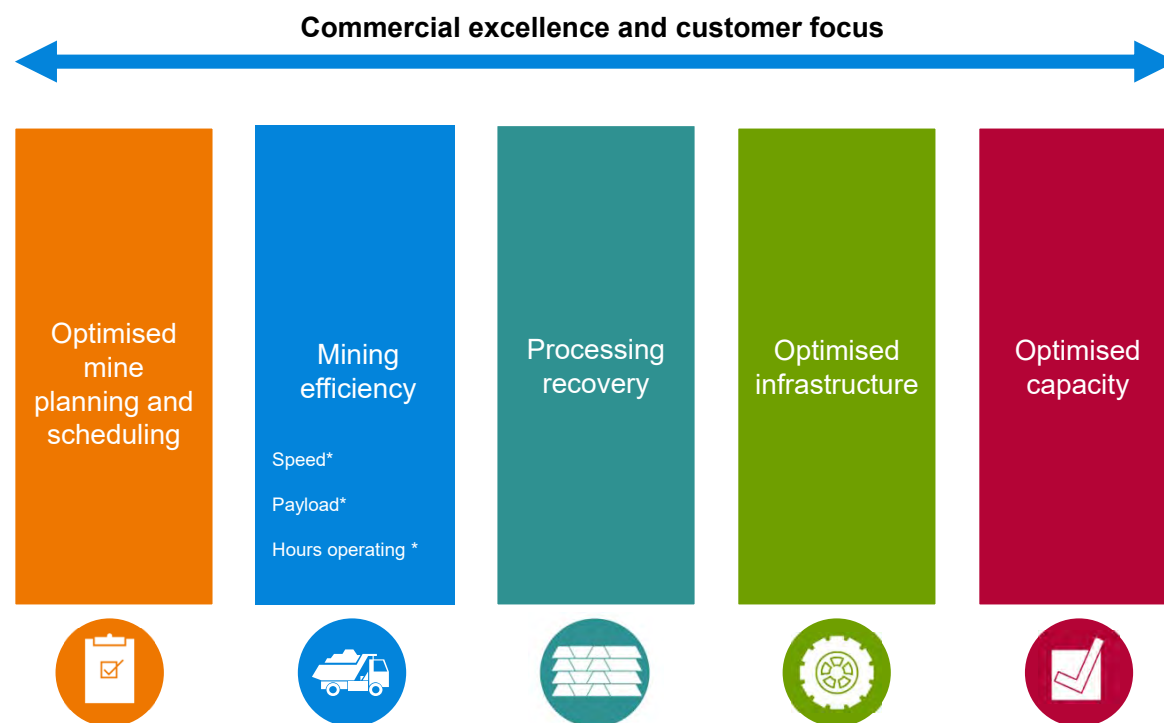 Commercial excellence and customer focus
Optimised
mine
planning and
scheduling
Mining
efficiency
Speed*
Payload*
Hours operating *
Processing
recovery
Optimised
infrastructure
Optimised
capacity